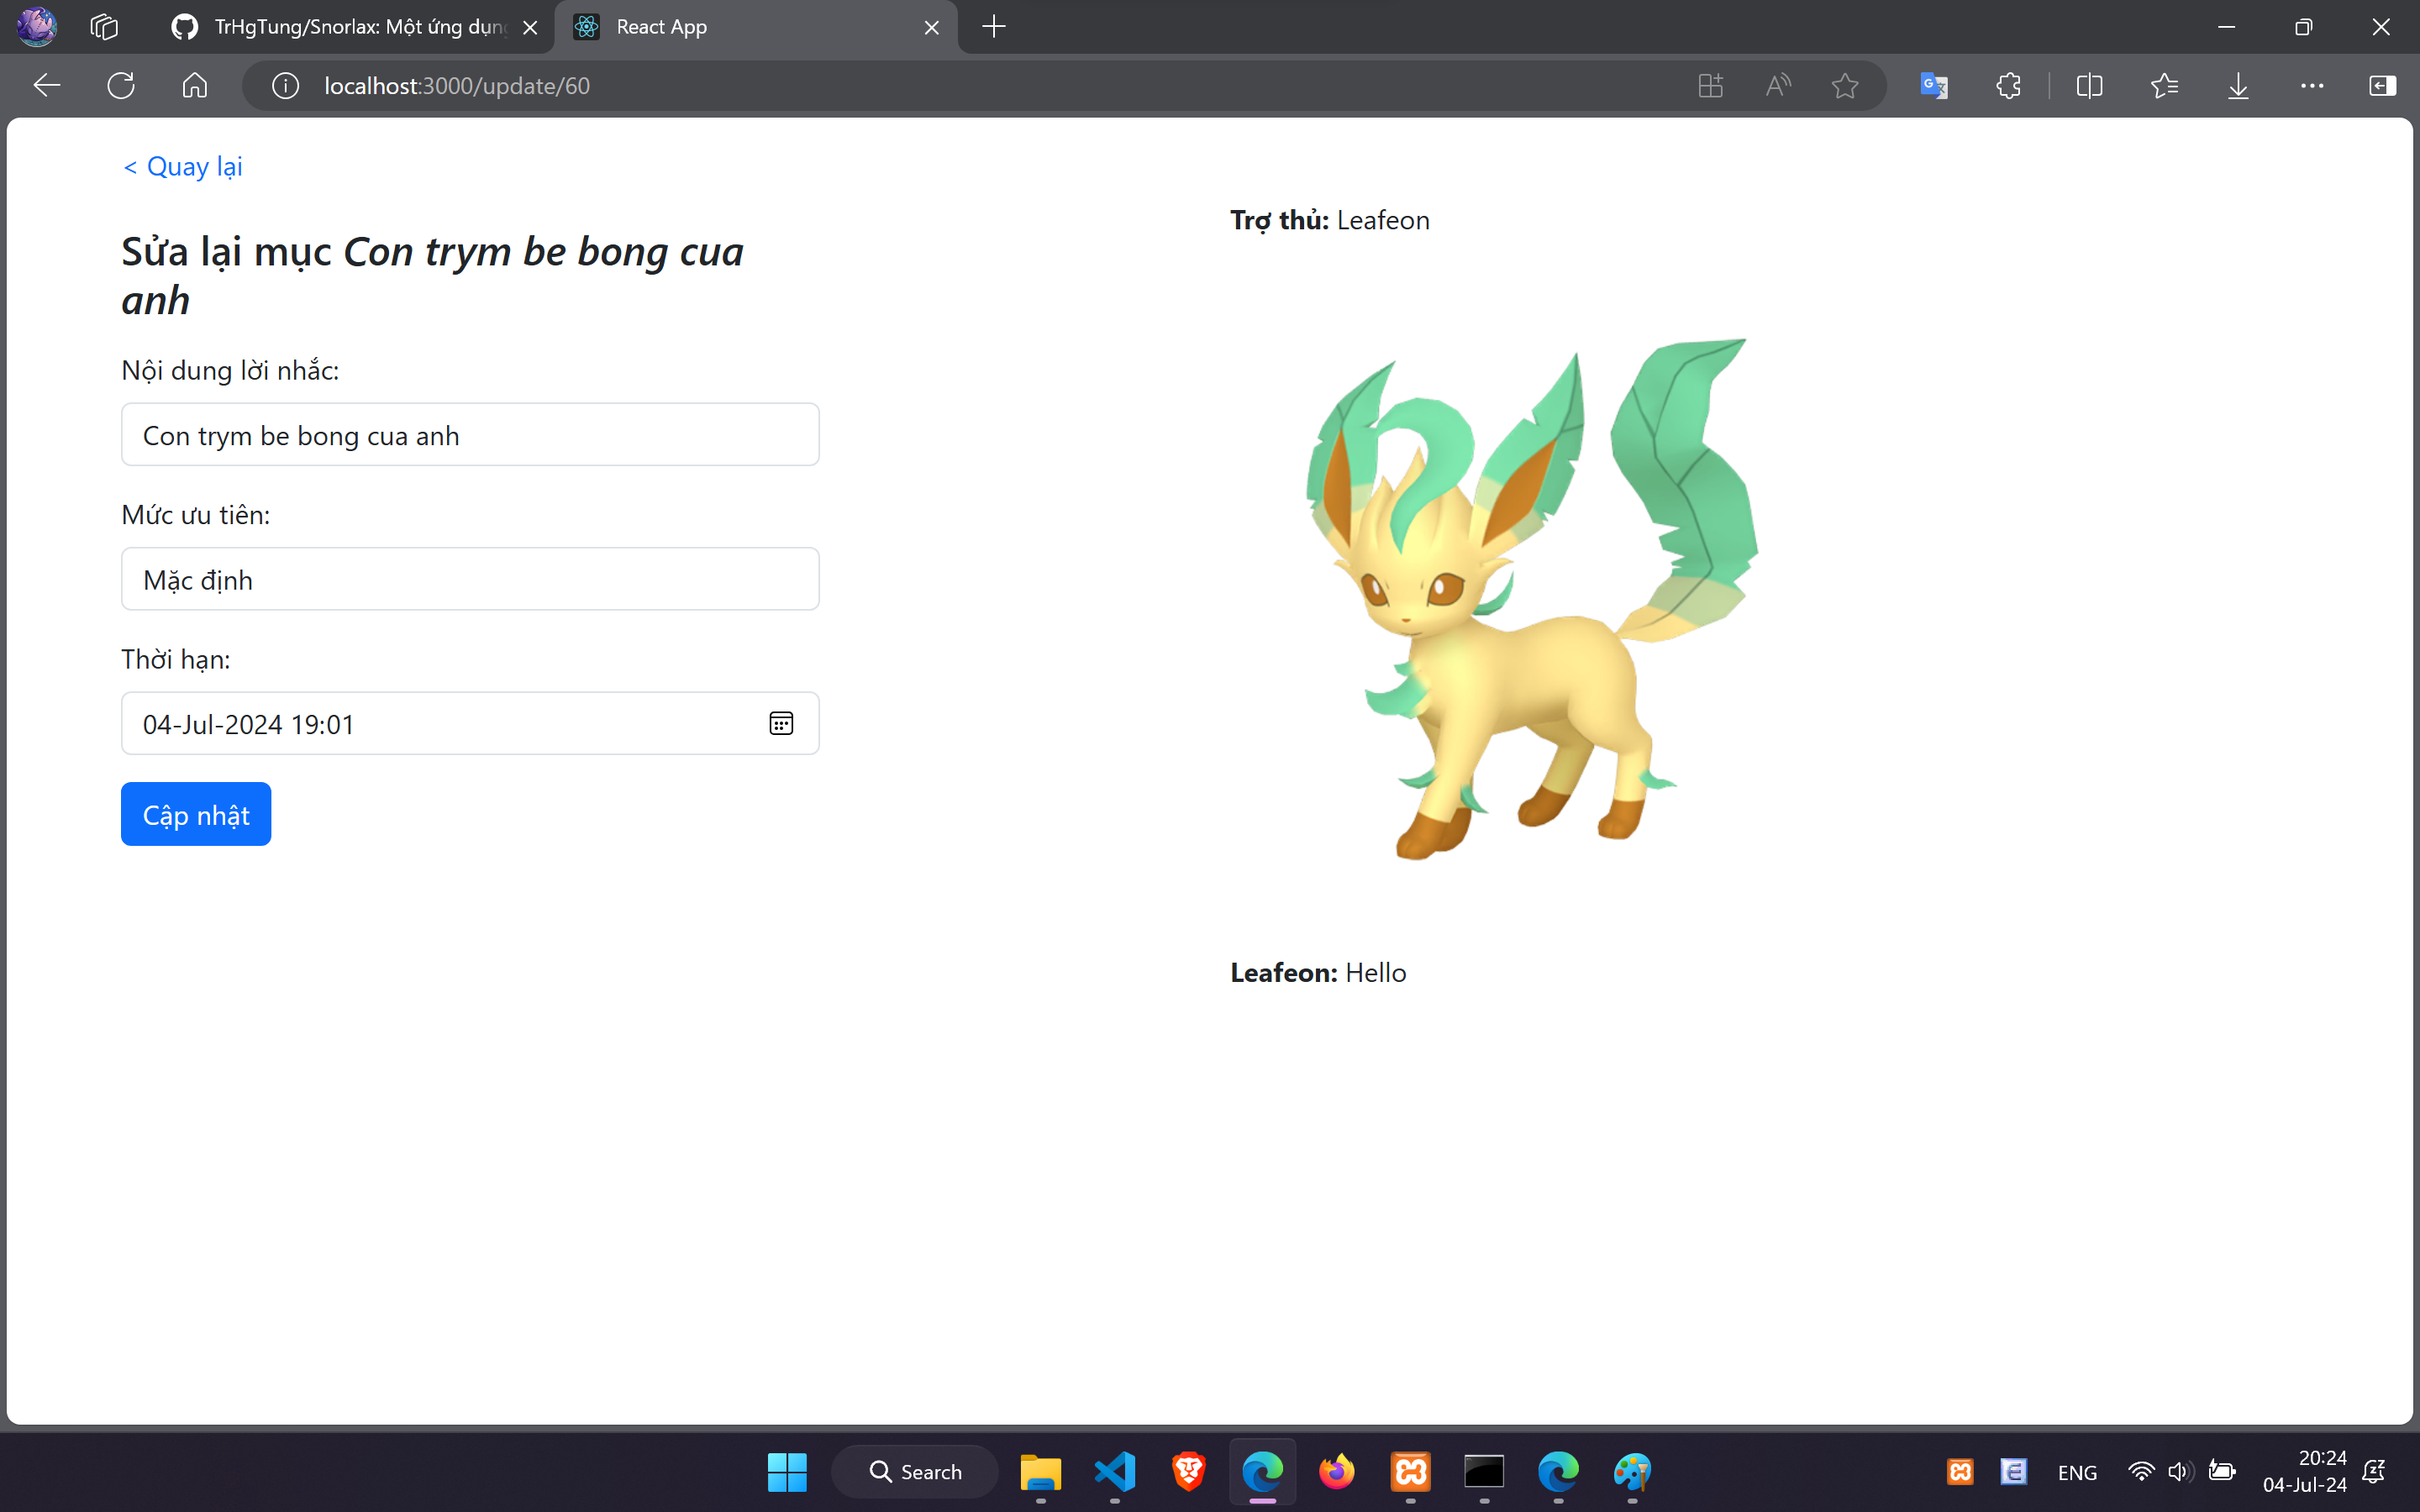 TrHgTung/Snorlax: Một ứng dụng
React App
localhost:3000/update/60
< Quay lại
Sửa lại mục Con trym be bong cua
anh
Nội dung lời nhắc:
Con trym be bong cua anh
Mức ưu tiên:
Mặc định
Thời hạn:
04-Jul-2024 19:01
Cập nhật
Trợ thủ: Leafeon
Leafeon: Hello
Search
ENG
20:24
04-Jul-24